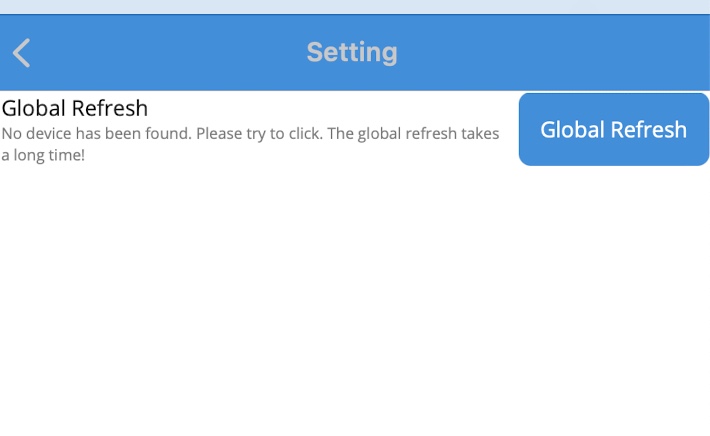 Setting
Global Refresh
No device has been found. Please try to click. The global refresh takes
a long time!
Global Refresh